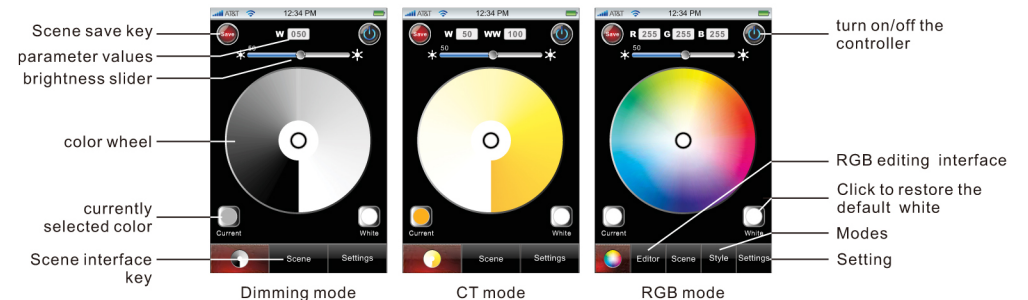 Scene save key
parameter values
brightness slider
color wheel
currently
selected color
Scene interface
key
AT&T 12:34 PM
Save W 050
50
Current White
Scene Settings
Dimming mode
AT&T 12:34 PM
Save W 50 WW 100
50
Current White
Scene Settings
CT mode
AT&T 12:34 PM
Save R 255 G 255 B 255
50
Current White
Editor Scene Style Settings
RGB mode
turn on/off the
controller
RGB editing interface
Click to restore the
default white
Modes
Setting